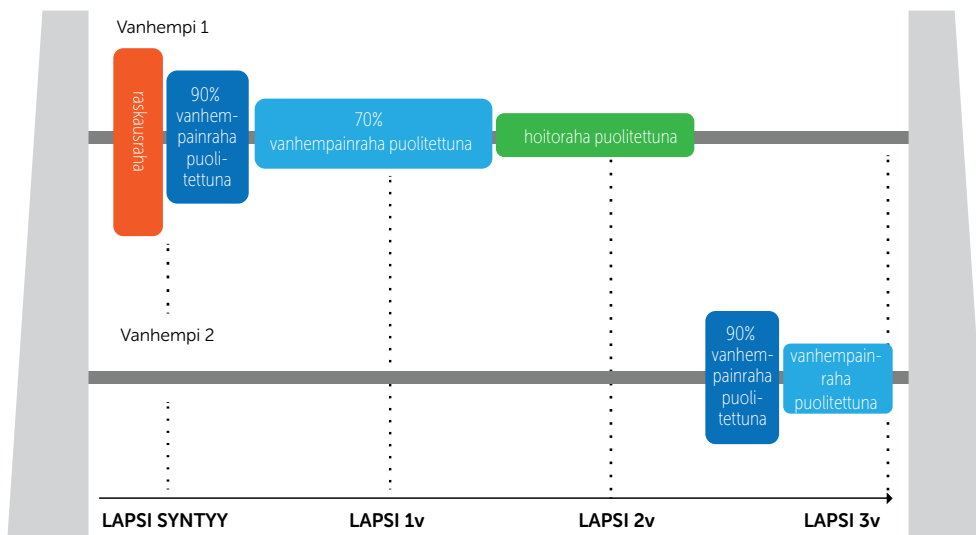 Vanhempi 1
raskausraha
90%
vanhem-
painraha
puoli-
tettuna
70%
vanhempainraha puolitettuna
hoitoraha puolitettuna
Vanhempi 2
90%
vanhem-
painraha
puoli-
tettuna
vanhempain-
raha
puolitettuna
LAPSI SYNTYY
LAPSI 1v
LAPSI 2v
LAPSI 3v